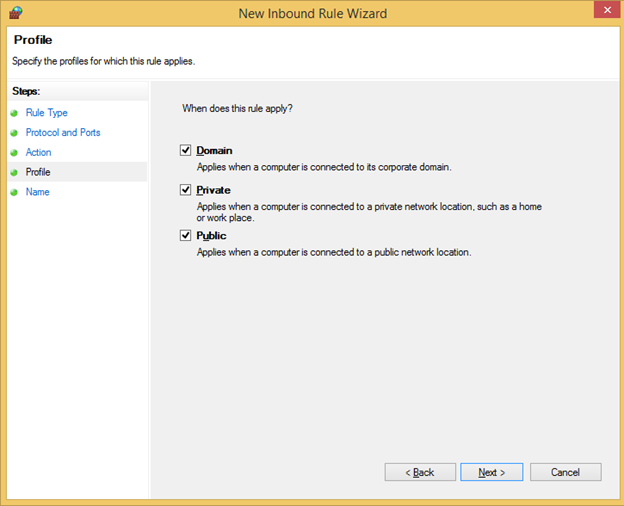 New Inbound Rule Wizard
Profile
Specify the profiles for which this rule applies.
Steps:
Rule Type
Protocol and Ports
Action
Profile
Name
When does this rule apply?
Domain
Applies when a computer is connected to its corporate domain.
Private
Applies when a computer is connected to a private network location, such as a home
or work place.
Public
Applies when a computer is connected to a public network location.
< Back
Next >
Cancel